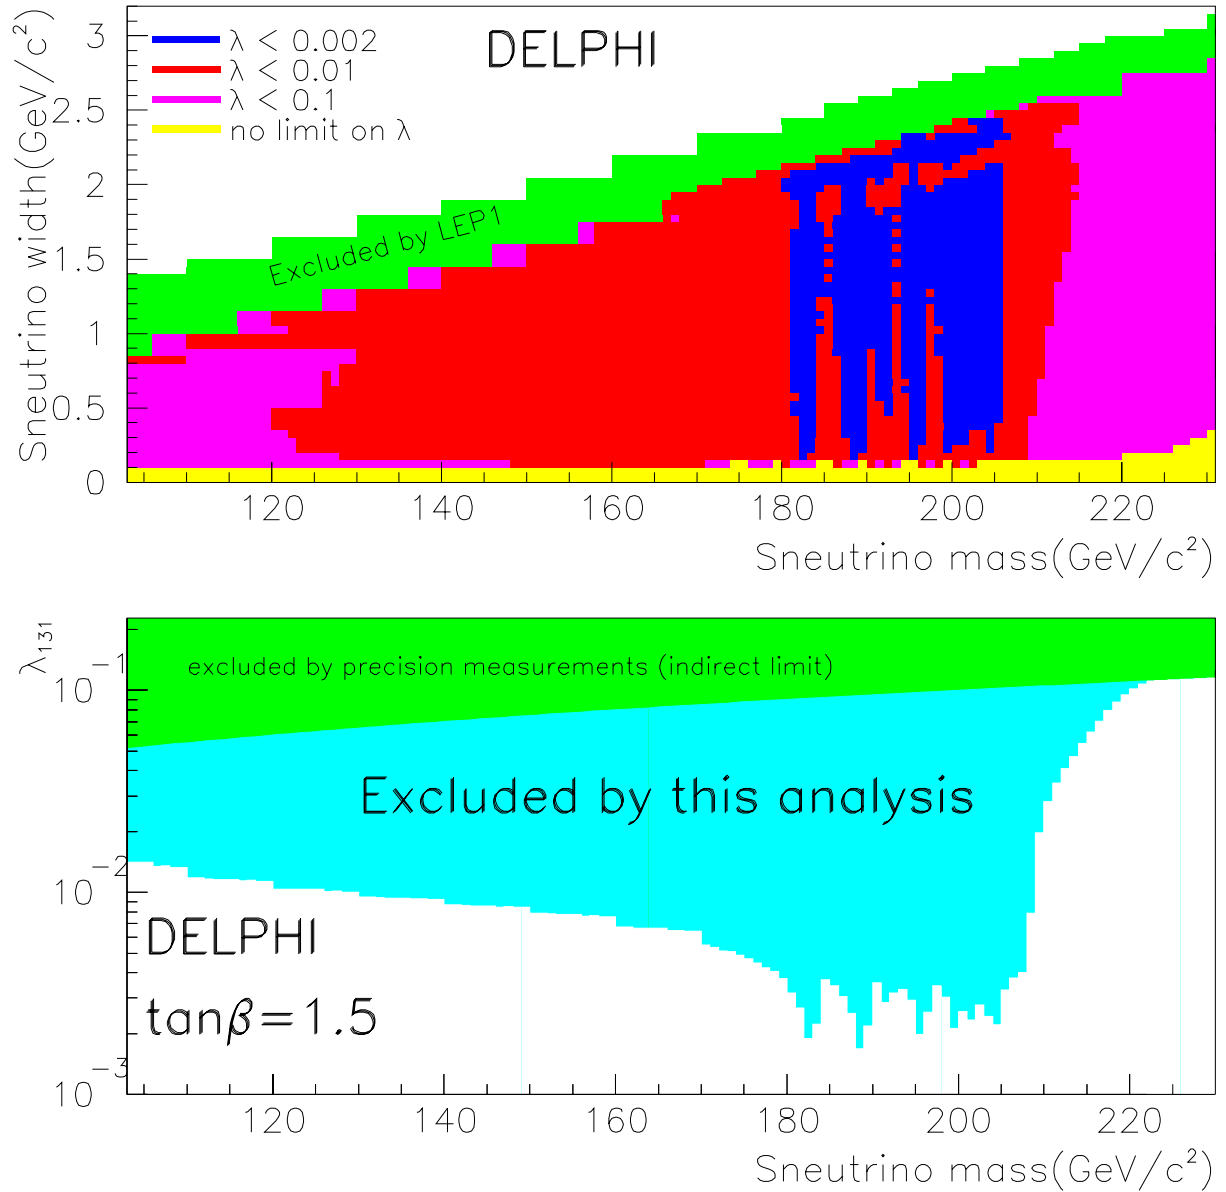 DELPHI
λ < 0.002
λ < 0.01
λ < 0.1
no limit on λ
Excluded by LEP1
Sneutrino width(GeV/c²)
3
2.5
2
1.5
1
0.5
0
120 140 160 180 200 220
Sneutrino mass(GeV/c²)
λ₁₃₁
excluded by precision measurements (indirect limit)
10⁻¹
Excluded by this analysis
10⁻²
DELPHI
tanβ=1.5
10⁻³
120 140 160 180 200 220
Sneutrino mass(GeV/c²)